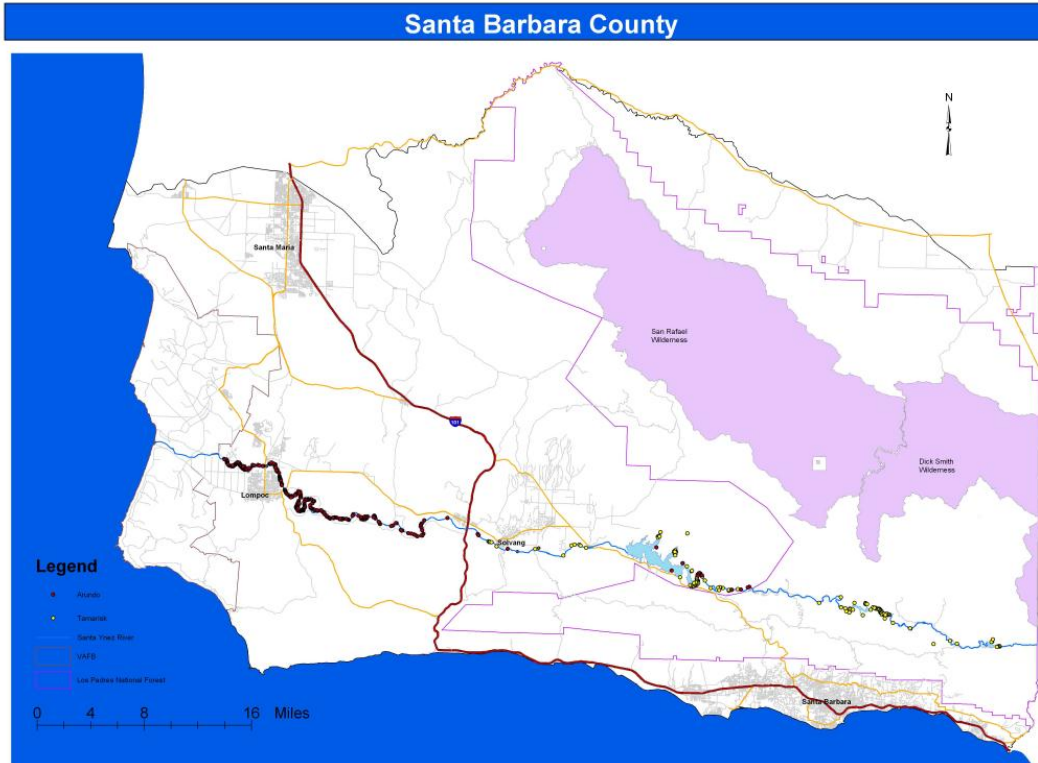 Santa Barbara County
N
Santa Maria
San Rafael
Wilderness
101
Dick Smith
Wilderness
Lompoc
Solvang
Legend
Arundo
Tamarisk
Santa Ynez River
VAFB
Los Padres National Forest
Santa Barbara
0 4 8 16 Miles